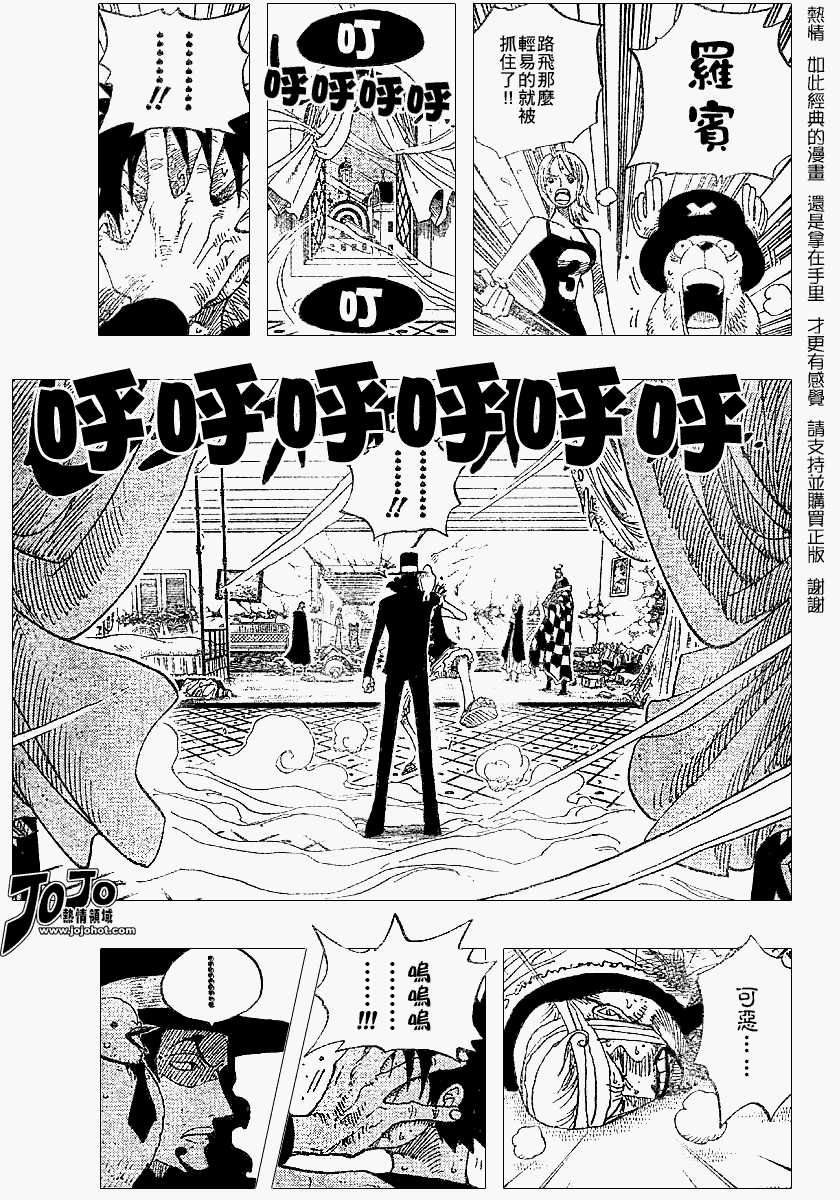 羅賓
路飛那麼
輕易的就被
抓住了!!
叮
呼呼呼呼
叮
…………!!
呼呼呼呼呼呼
…………!!
可惡……
嗚嗚嗚
…………!!!
…………
JOJO
熱情領域
www.jojohot.com
熱情 如此經典的漫畫 還是拿在手里 才更有感覺 請支持並購買正版 謝謝